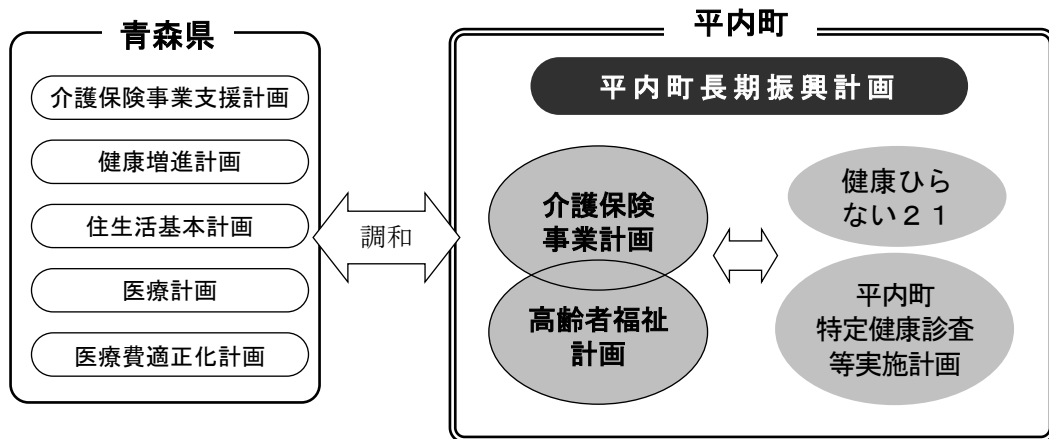 青森県
介護保険事業支援計画
健康増進計画
住生活基本計画
医療計画
医療費適正化計画
調和
平内町
平内町長期振興計画
介護保険
事業計画
高齢者福祉
計画
健康ひら
ない２１
平内町
特定健康診査
等実施計画